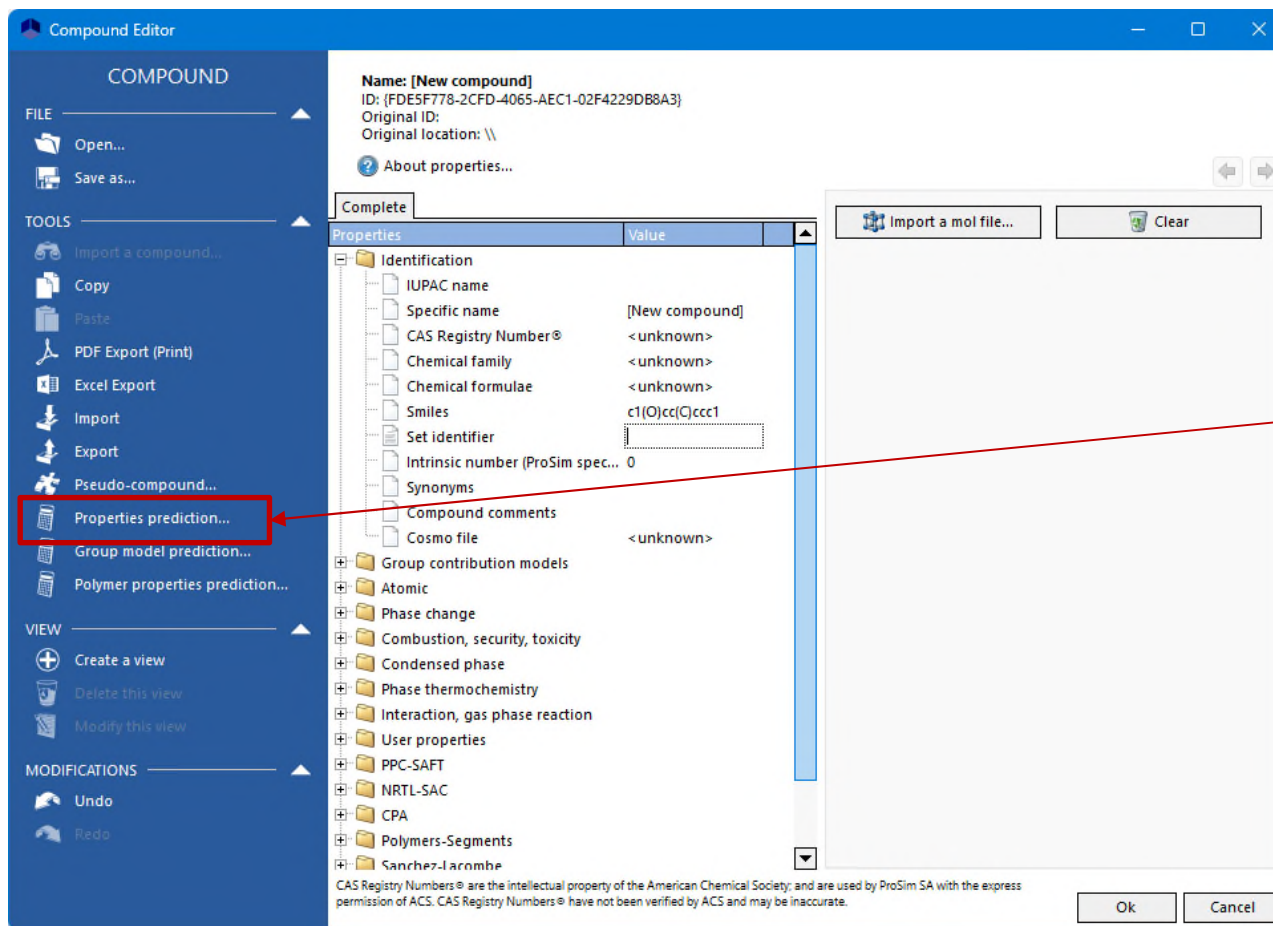 Compound Editor
COMPOUND
FILE
Open...
Save as...
TOOLS
Import a compound...
Copy
Paste
PDF Export (Print)
Excel Export
Import
Export
Pseudo-compound...
Properties prediction...
Group model prediction...
Polymer properties prediction...
VIEW
Create a view
Delete this view
Modify this view
MODIFICATIONS
Undo
Redo
Name: [New compound]
ID: {FDE5F778-2CFD-4065-AEC1-02F4229DB8A3}
Original ID:
Original location: \\
About properties...
Complete
Properties Value
Identification
IUPAC name
Specific name [New compound]
CAS Registry Number® <unknown>
Chemical family <unknown>
Chemical formulae <unknown>
Smiles c1(O)cc(C)ccc1
Set identifier
Intrinsic number (ProSim spec... 0
Synonyms
Compound comments
Cosmo file <unknown>
Group contribution models
Atomic
Phase change
Combustion, security, toxicity
Condensed phase
Phase thermochemistry
Interaction, gas phase reaction
User properties
PPC-SAFT
NRTL-SAC
CPA
Polymers-Segments
Sanchez-Lacombe
Import a mol file... Clear
CAS Registry Numbers® are the intellectual property of the American Chemical Society; and are used by ProSim SA with the express
permission of ACS. CAS Registry Numbers® have not been verified by ACS and may be inaccurate.
Ok Cancel